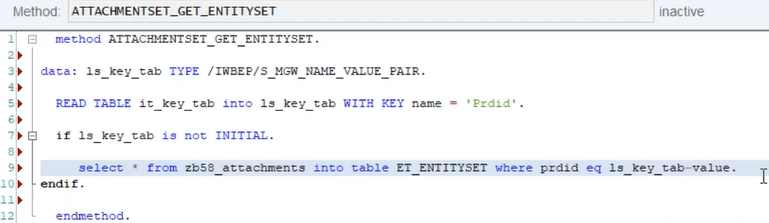 Method: ATTACHMENTSET_GET_ENTITYSET inactive
1 method ATTACHMENTSET_GET_ENTITYSET.
2
3 data: ls_key_tab TYPE /IWBEP/S_MGW_NAME_VALUE_PAIR.
4
5 READ TABLE it_key_tab into ls_key_tab WITH KEY name = 'Prdid'.
6
7 if ls_key_tab is not INITIAL.
8
9 select * from zb58_attachments into table ET_ENTITYSET where prdid eq ls_key_tab-value.
10 endif.
11
12 endmethod.